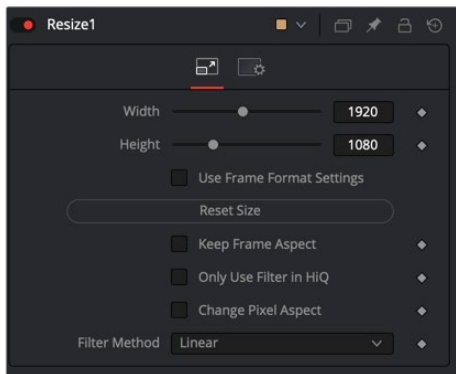 Resize1
Width 1920
Height 1080
Use Frame Format Settings
Reset Size
Keep Frame Aspect
Only Use Filter in HiQ
Change Pixel Aspect
Filter Method Linear